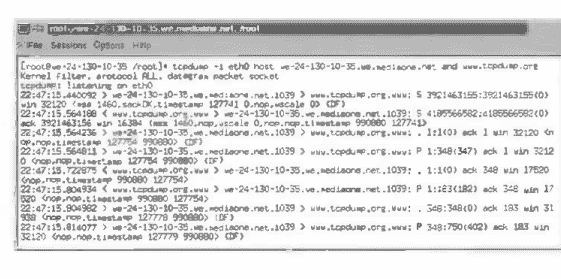 root@we-24-130-10-35.we.mediaone.net: /root
File Sessions Options Help
[root@we-24-130-10-35 /root]# tcpdump -i eth0 host we-24-130-10-35.we.mediaone.net and www.tcpdump.org
Kernel filter, protocol ALL, datagram packet socket
tcpdump: listening on eth0
22:47:15.440092 > we-24-130-10-35.we.mediaone.net.1039 > www.tcpdump.org.www: S 3921463155:3921463155(0)
win 32120 <mss 1460,sackOK,timestamp 127741 0,nop,wscale 0> (DF)
22:47:15.564188 < www.tcpdump.org.www > we-24-130-10-35.we.mediaone.net.1039: S 4185566582:4185566582(0)
ack 3921463156 win 16384 <mss 1460,nop,wscale 0,nop,nop,timestamp 990880 127741>
22:47:15.564236 > we-24-130-10-35.we.mediaone.net.1039 > www.tcpdump.org.www: . 1:1(0) ack 1 win 32120 <n
op,nop,timestamp 127754 990880> (DF)
22:47:15.564813 > we-24-130-10-35.we.mediaone.net.1039 > www.tcpdump.org.www: P 1:348(347) ack 1 win 3212
0 <nop,nop,timestamp 127754 990880> (DF)
22:47:15.722875 < www.tcpdump.org.www > we-24-130-10-35.we.mediaone.net.1039: . 1:1(0) ack 348 win 17520
<nop,nop,timestamp 990880 127754>
22:47:15.804934 < www.tcpdump.org.www > we-24-130-10-35.we.mediaone.net.1039: P 1:183(182) ack 348 win 17
520 <nop,nop,timestamp 990880 127754>
22:47:15.804982 > we-24-130-10-35.we.mediaone.net.1039 > www.tcpdump.org.www: . 348:348(0) ack 183 win 31
938 <nop,nop,timestamp 127778 990880> (DF)
22:47:15.814077 > we-24-130-10-35.we.mediaone.net.1039 > www.tcpdump.org.www: P 348:750(402) ack 183 win
32120 <nop,nop,timestamp 127779 990880> (DF)